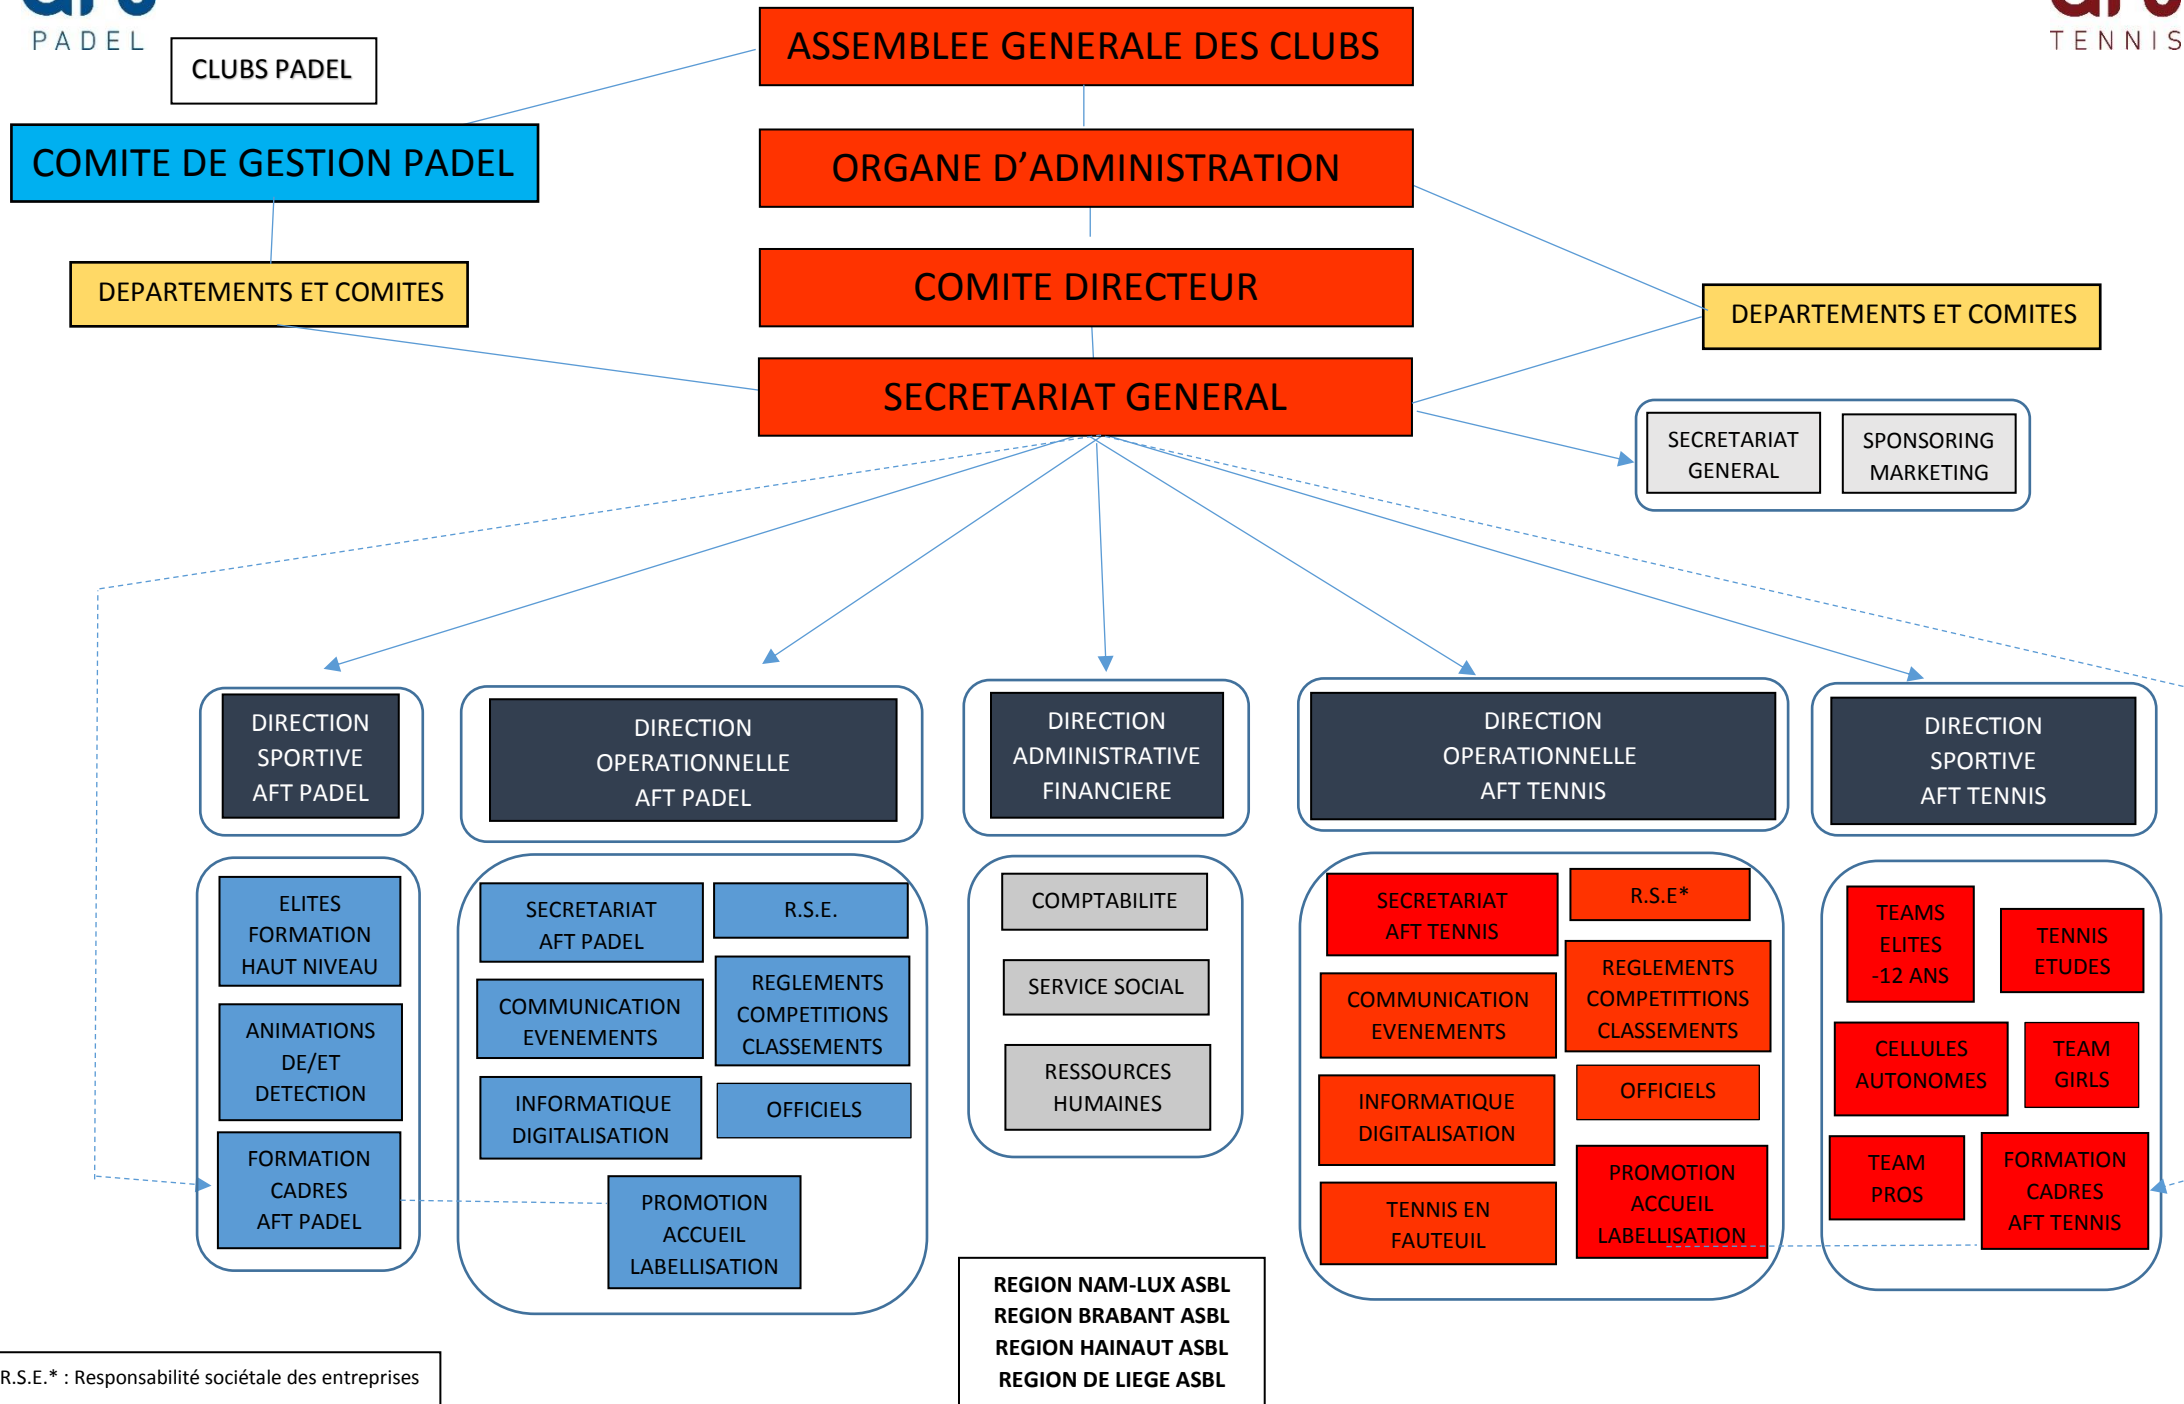 PADEL
TENNIS
CLUBS PADEL
ASSEMBLEE GENERALE DES CLUBS
COMITE DE GESTION PADEL
ORGANE D'ADMINISTRATION
DEPARTEMENTS ET COMITES
COMITE DIRECTEUR
DEPARTEMENTS ET COMITES
SECRETARIAT GENERAL
SECRETARIAT
GENERAL
SPONSORING
MARKETING
DIRECTION
SPORTIVE
AFT PADEL
DIRECTION
OPERATIONNELLE
AFT PADEL
DIRECTION
ADMINISTRATIVE
FINANCIERE
DIRECTION
OPERATIONNELLE
AFT TENNIS
DIRECTION
SPORTIVE
AFT TENNIS
ELITES
FORMATION
HAUT NIVEAU
ANIMATIONS
DE/ET
DETECTION
FORMATION
CADRES
AFT PADEL
SECRETARIAT
AFT PADEL
R.S.E.
COMMUNICATION
EVENEMENTS
REGLEMENTS
COMPETITIONS
CLASSEMENTS
INFORMATIQUE
DIGITALISATION
OFFICIELS
PROMOTION
ACCUEIL
LABELLISATION
COMPTABILITE
SERVICE SOCIAL
RESSOURCES
HUMAINES
SECRETARIAT
AFT TENNIS
R.S.E*
COMMUNICATION
EVENEMENTS
REGLEMENTS
COMPETITTIONS
CLASSEMENTS
INFORMATIQUE
DIGITALISATION
OFFICIELS
TENNIS EN
FAUTEUIL
PROMOTION
ACCUEIL
LABELLISATION
TEAMS
ELITES
-12 ANS
TENNIS
ETUDES
CELLULES
AUTONOMES
TEAM
GIRLS
TEAM
PROS
FORMATION
CADRES
AFT TENNIS
REGION NAM-LUX ASBL
REGION BRABANT ASBL
REGION HAINAUT ASBL
REGION DE LIEGE ASBL
R.S.E.* : Responsabilité sociétale des entreprises